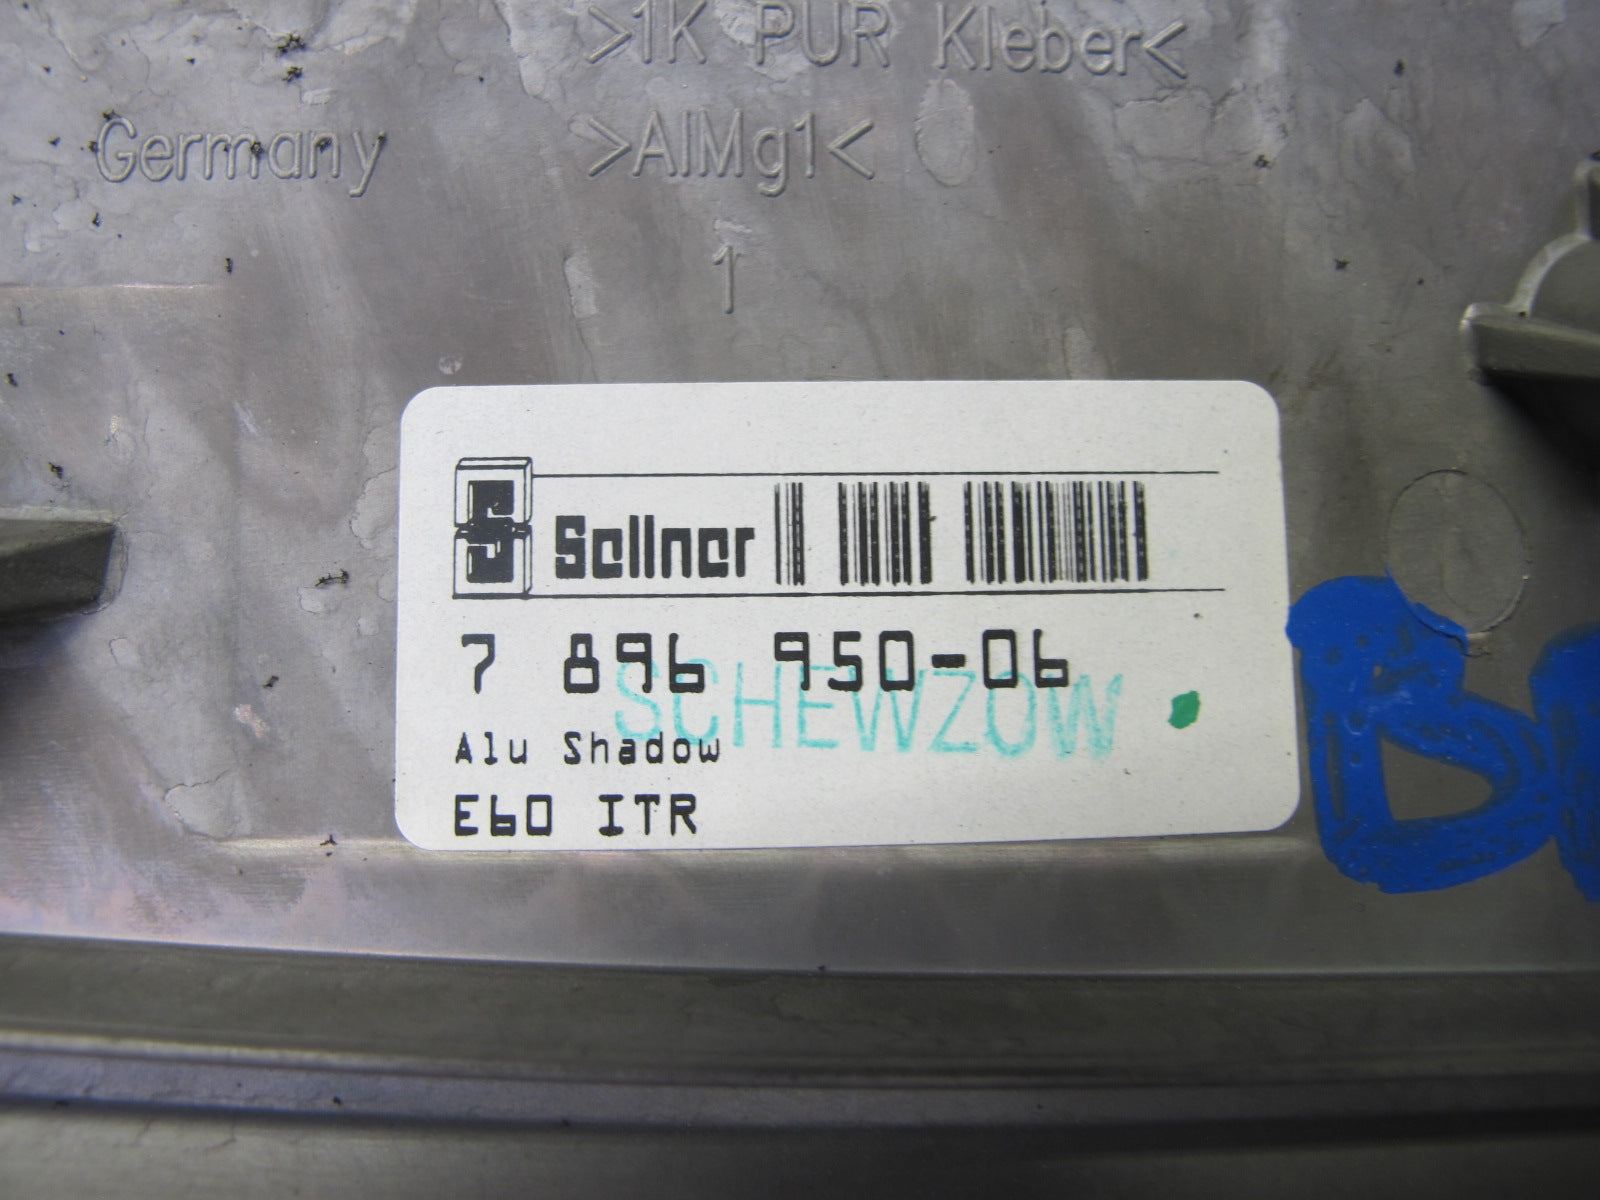 >1K PUR Kleber<
Germany
>AlMg1<
1
S Sellner
7 896 950-06
SCHEWZOW
Alu Shadow
E60 ITR